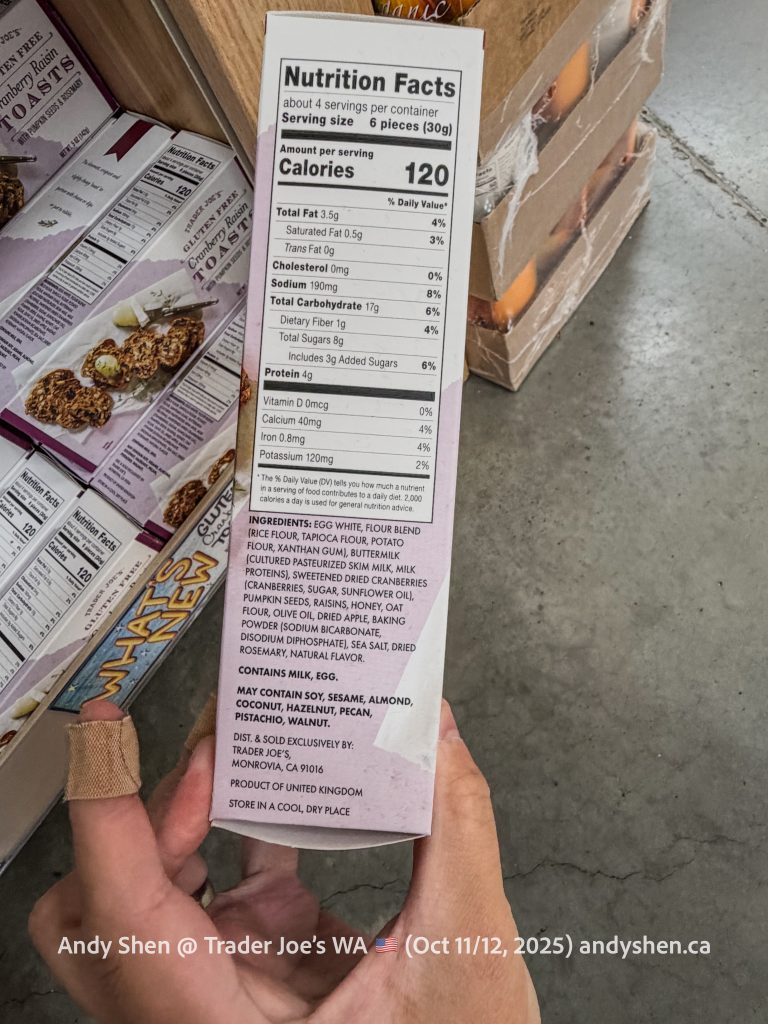 Nutrition Facts
about 4 servings per container
Serving size 6 pieces (30g)
Amount per serving
Calories 120
% Daily Value*
Total Fat 3.5g 4%
Saturated Fat 0.5g 3%
Trans Fat 0g
Cholesterol 0mg 0%
Sodium 190mg 8%
Total Carbohydrate 17g 6%
Dietary Fiber 1g 4%
Total Sugars 8g
Includes 3g Added Sugars 6%
Protein 4g
Vitamin D 0mcg 0%
Calcium 40mg 4%
Iron 0.8mg 4%
Potassium 120mg 2%
* The % Daily Value (DV) tells you how much a nutrient
in a serving of food contributes to a daily diet. 2,000
calories a day is used for general nutrition advice.
INGREDIENTS: EGG WHITE, FLOUR BLEND
(RICE FLOUR, TAPIOCA FLOUR, POTATO
FLOUR, XANTHAN GUM), BUTTERMILK
(CULTURED PASTEURIZED SKIM MILK, MILK
PROTEINS), SWEETENED DRIED CRANBERRIES
(CRANBERRIES, SUGAR, SUNFLOWER OIL),
PUMPKIN SEEDS, RAISINS, HONEY, OAT
FLOUR, OLIVE OIL, DRIED APPLE, BAKING
POWDER (SODIUM BICARBONATE,
DISODIUM DIPHOSPHATE), SEA SALT, DRIED
ROSEMARY, NATURAL FLAVOR.
CONTAINS MILK, EGG.
MAY CONTAIN SOY, SESAME, ALMOND,
COCONUT, HAZELNUT, PECAN,
PISTACHIO, WALNUT.
DIST. & SOLD EXCLUSIVELY BY:
TRADER JOE'S,
MONROVIA, CA 91016
PRODUCT OF UNITED KINGDOM
STORE IN A COOL, DRY PLACE
TRADER JOE'S
GLUTEN FREE
Cranberry Raisin
TOASTS
Nutrition Facts
120
WHAT'S
NEW
Nutrition Facts
Calories 120
Andy Shen @ Trader Joe's WA 🇺🇸 (Oct 11/12, 2025) andyshen.ca